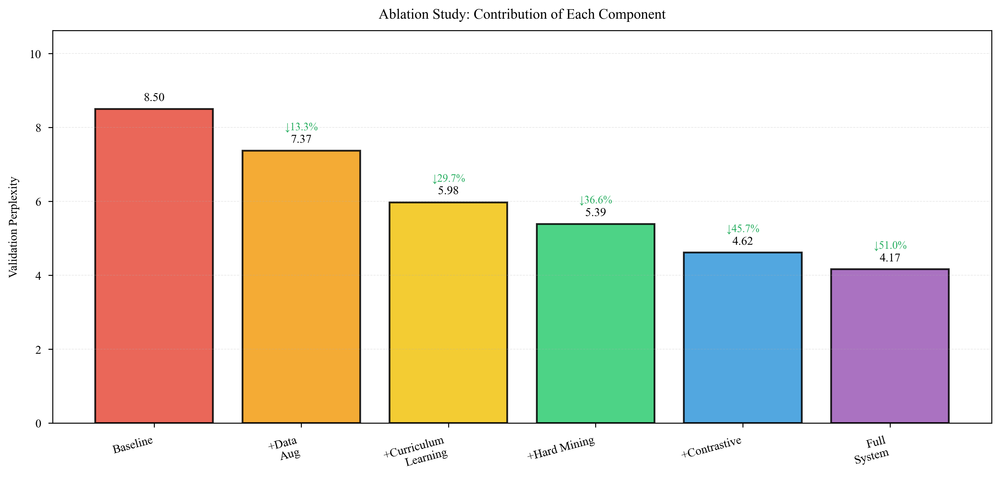 Ablation Study: Contribution of Each Component
Validation Perplexity
10
8
6
4
2
0
8.50
↓13.3%
7.37
↓29.7%
5.98
↓36.6%
5.39
↓45.7%
4.62
↓51.0%
4.17
Baseline
+Data
Aug
+Curriculum
Learning
+Hard Mining
+Contrastive
Full
System